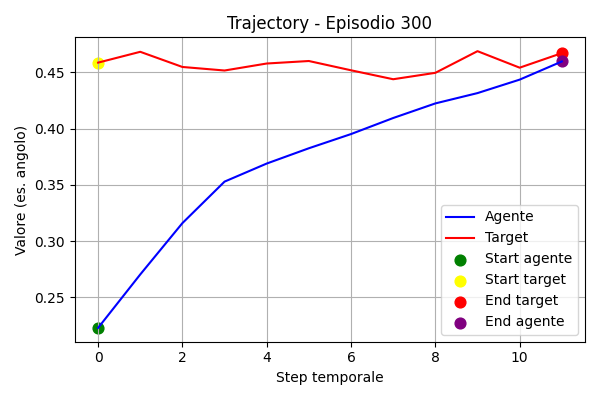 Trajectory - Episodio 300
Valore (es. angolo)
0.45
0.40
0.35
0.30
0.25
Agente
Target
Start agente
Start target
End target
End agente
0 2 4 6 8 10
Step temporale